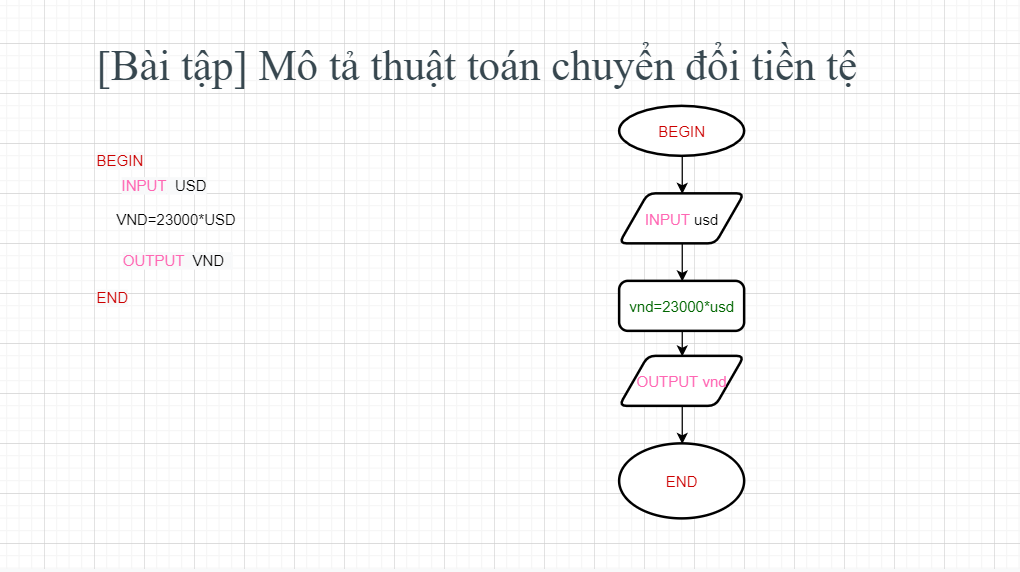 [Bài tập] Mô tả thuật toán chuyển đổi tiền tệ
BEGIN
INPUT USD
VND=23000*USD
OUTPUT VND
END
BEGIN
INPUT usd
vnd=23000*usd
OUTPUT vnd
END